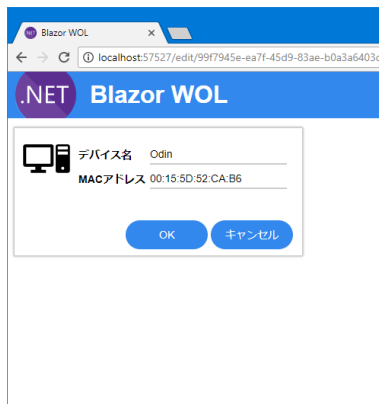 Blazor WOL
localhost:57527/edit/99f7945e-ea7f-45d9-83ae-b0a3a6403c
.NET Blazor WOL
デバイス名 Odin
MACアドレス 00:15:5D:52:CA:B6
OK キャンセル